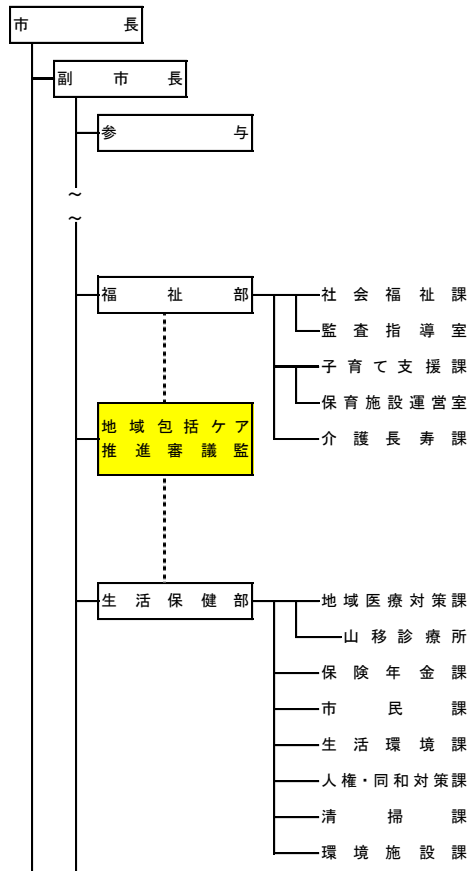 市長
副市長
参与
～
～
福祉部
社会福祉課
監査指導室
子育て支援課
保育施設運営室
介護長寿課
地域包括ケア
推進審議監
生活保健部
地域医療対策課
山移診療所
保険年金課
市民課
生活環境課
人権・同和対策課
清掃課
環境施設課